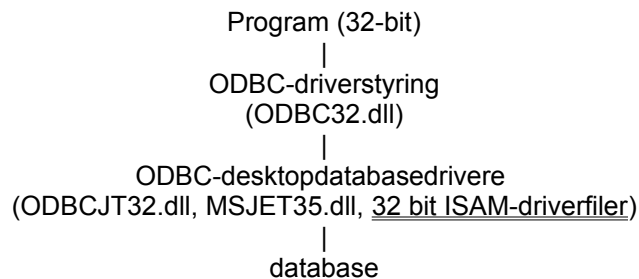 Program (32-bit)
|
ODBC-driverstyring
(ODBC32.dll)
|
ODBC-desktopdatabasedrivere
(ODBCJT32.dll, MSJET35.dll, 32 bit ISAM-driverfiler)
|
database